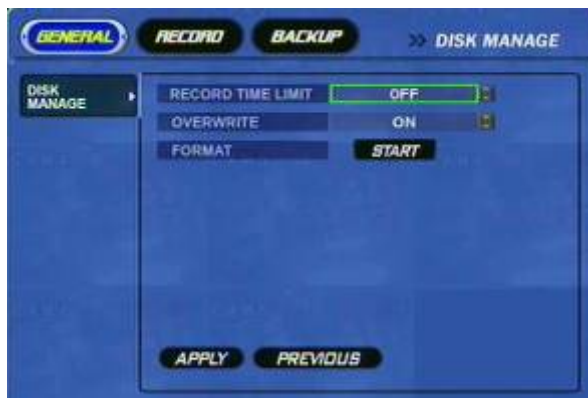 GENERAL RECORD BACKUP >> DISK MANAGE
DISK MANAGE
RECORD TIME LIMIT OFF
OVERWRITE ON
FORMAT START
APPLY PREVIOUS